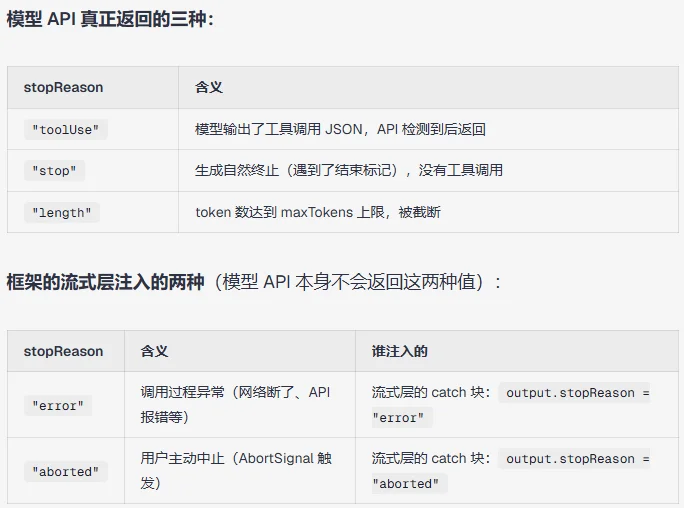 模型 API 真正返回的三种：
stopReason 含义
"toolUse" 模型输出了工具调用 JSON，API 检测到后返回
"stop" 生成自然终止（遇到了结束标记），没有工具调用
"length" token 数达到 maxTokens 上限，被截断
框架的流式层注入的两种（模型 API 本身不会返回这两种值）：
stopReason 含义 谁注入的
"error" 调用过程异常（网络断了、API
报错等） 流式层的 catch 块： output.stopReason =
"error"
"aborted" 用户主动中止（AbortSignal 触
发） 流式层的 catch 块： output.stopReason =
"aborted"